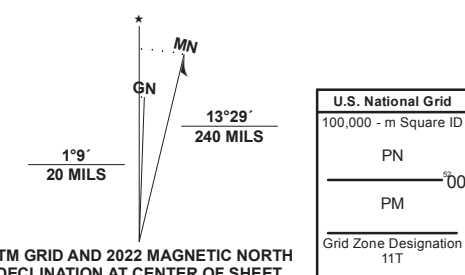 ★
MN
GN
13°29´
240 MILS
1°9´
20 MILS
TM GRID AND 2022 MAGNETIC NORTH
DECLINATION AT CENTER OF SHEET
U.S. National Grid
100,000 - m Square ID
PN
5200
PM
Grid Zone Designation
11T